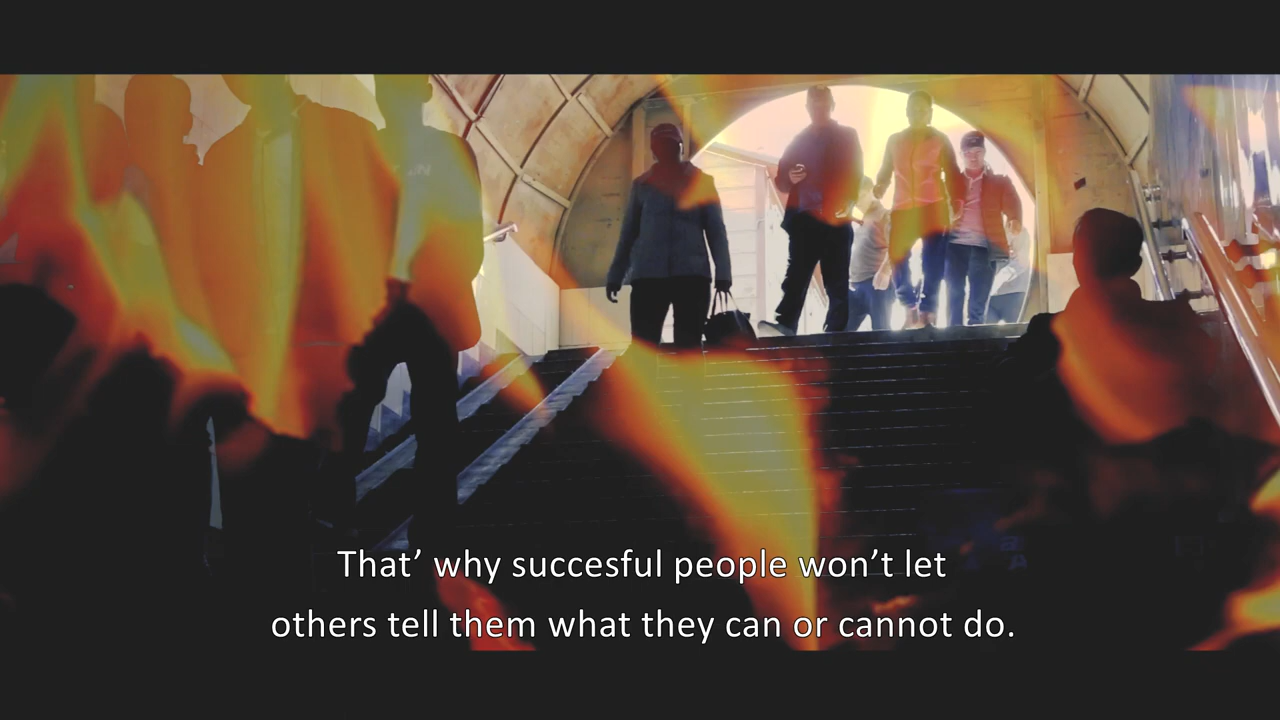 That’ why succesful people won’t let
others tell them what they can or cannot do.